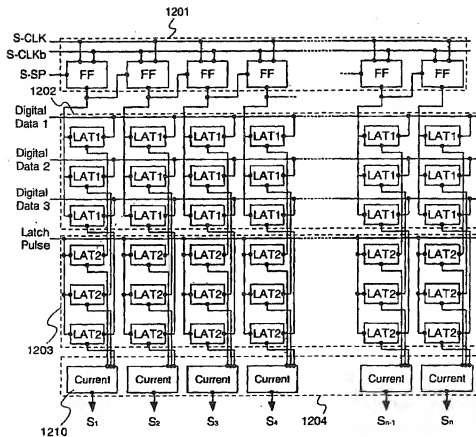 1201
S-CLK
S-CLKb
S-SP
FF FF FF FF FF FF
1202
Digital Data 1
LAT1 LAT1 LAT1 LAT1 LAT1 LAT1
Digital Data 2
LAT1 LAT1 LAT1 LAT1 LAT1 LAT1
Digital Data 3
LAT1 LAT1 LAT1 LAT1 LAT1 LAT1
Latch Pulse
LAT2 LAT2 LAT2 LAT2 LAT2 LAT2
LAT2 LAT2 LAT2 LAT2 LAT2 LAT2
1203
LAT2 LAT2 LAT2 LAT2 LAT2 LAT2
Current Current Current Current Current Current
1210 S1 S2 S3 S4 1204 Sn-1 Sn